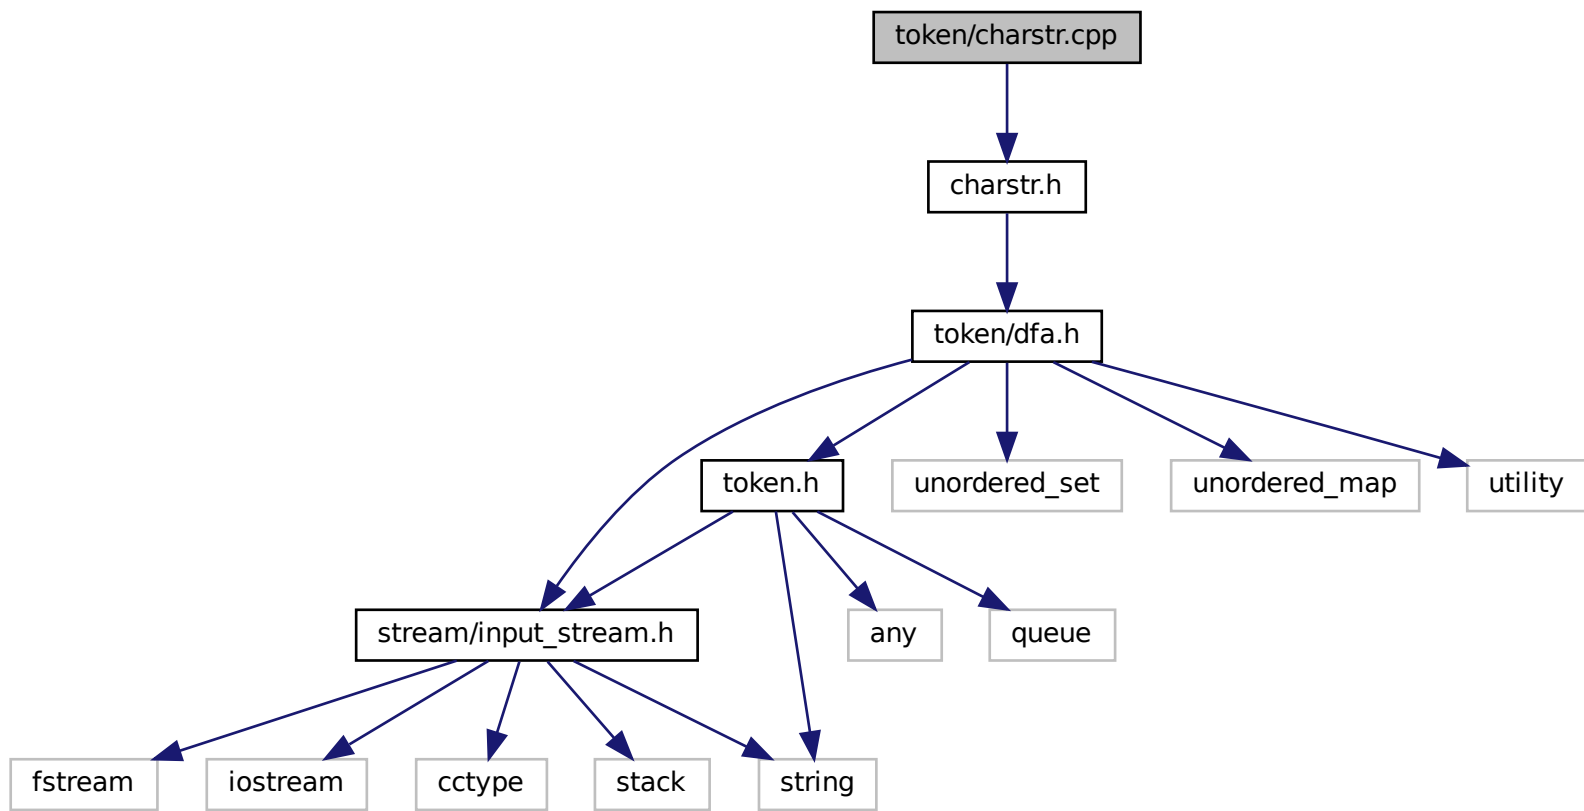 token/charstr.cpp
charstr.h
token/dfa.h
token.h
unordered_set
unordered_map
utility
stream/input_stream.h
any
queue
fstream
iostream
cctype
stack
string